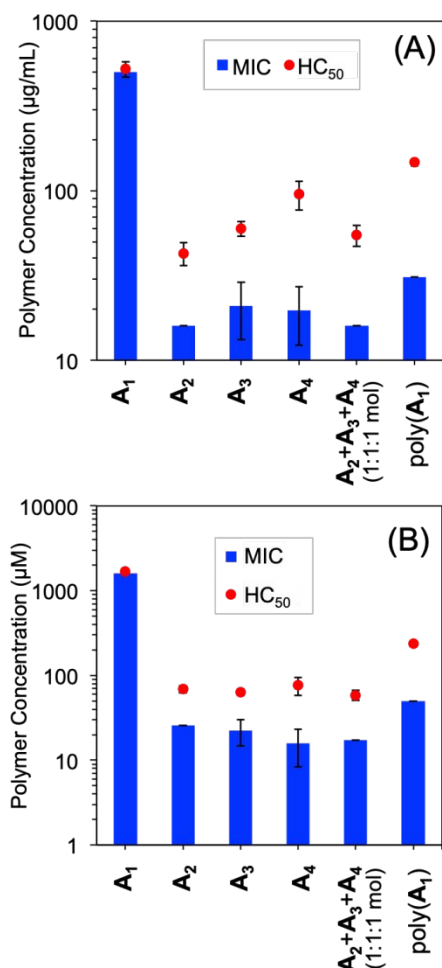 (A)
MIC HC₅₀
Polymer Concentration (µg/mL)
1000
100
10
A₁
A₂
A₃
A₄
A₂+A₃+A₄
(1:1:1 mol)
poly(A₁)
(B)
MIC
HC₅₀
Polymer Concentration (µM)
10000
1000
100
10
1
A₁
A₂
A₃
A₄
A₂+A₃+A₄
(1:1:1 mol)
poly(A₁)